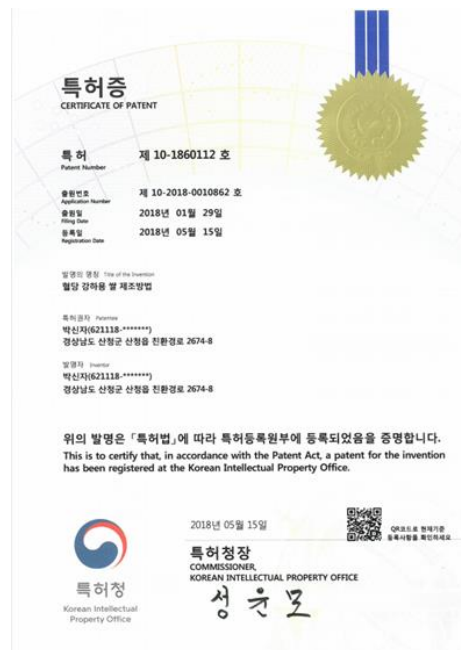 특허증
CERTIFICATE OF PATENT
특 허 제 10-1860112 호
Patent Number
출원번호 제 10-2018-0010862 호
Application Number
출원일 2018년 01월 29일
Filing Date
등록일 2018년 05월 15일
Registration Date
발명의 명칭 Title of the Invention
혈당 강하용 쌀 제조방법
특허권자 Patentee
박신자(621118-*******)
경상남도 산청군 산청읍 친환경로 2674-8
발명자 Inventor
박신자(621118-*******)
경상남도 산청군 산청읍 친환경로 2674-8
위의 발명은 「특허법」에 따라 특허등록원부에 등록되었음을 증명합니다.
This is to certify that, in accordance with the Patent Act, a patent for the invention
has been registered at the Korean Intellectual Property Office.
2018년 05월 15일
QR코드로 현재기준
등록사항을 확인하세요
특허청장
COMMISSIONER,
KOREAN INTELLECTUAL PROPERTY OFFICE
성윤모
특허청
Korean Intellectual
Property Office